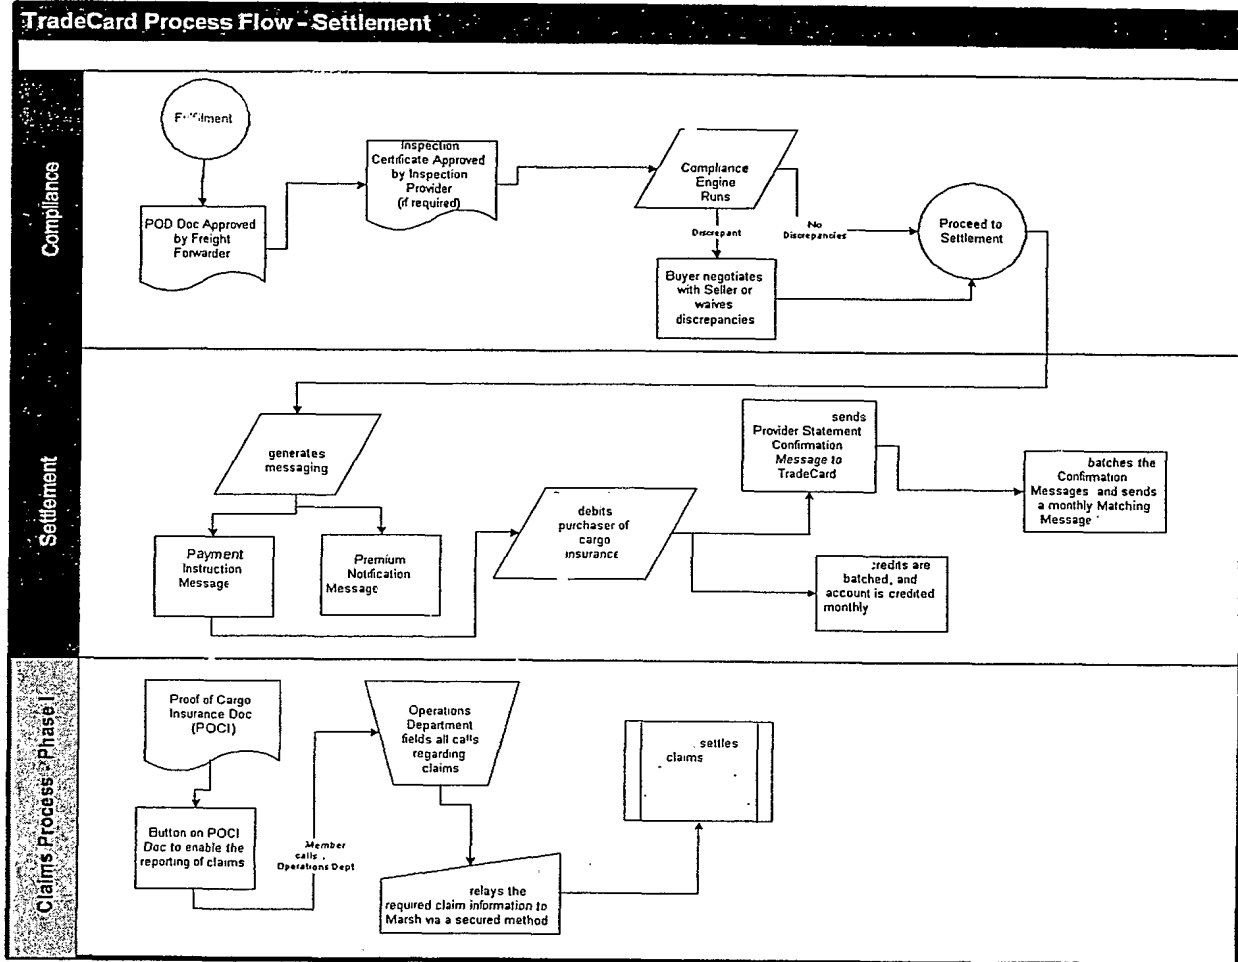 TradeCard Process Flow - Settlement
Compliance
Fulfilment
POD Doc Approved
by Freight
Forwarder
Inspection
Certificate Approved
by Inspection
Provider
(if required)
Compliance
Engine
Runs
Discrepant
No
Discrepancies
Buyer negotiates
with Seller or
waives
discrepancies
Proceed to
Settlement
Settlement
generates
messaging
Payment
Instruction
Message
Premium
Notification
Message
debits
purchaser of
cargo
insurance
sends
Provider Statement
Confirmation
Message to
TradeCard
batches the
Confirmation
Messages and sends
a monthly Matching
Message
credits are
batched, and
account is credited
monthly
Claims Process - Phase I
Proof of Cargo
Insurance Doc
(POCI)
Button on POCI
Doc to enable the
reporting of claims
Member
calls
Operations Dept
Operations
Department
fields all calls
regarding
claims
relays the
required claim information to
Marsh via a secured method
settles
claims